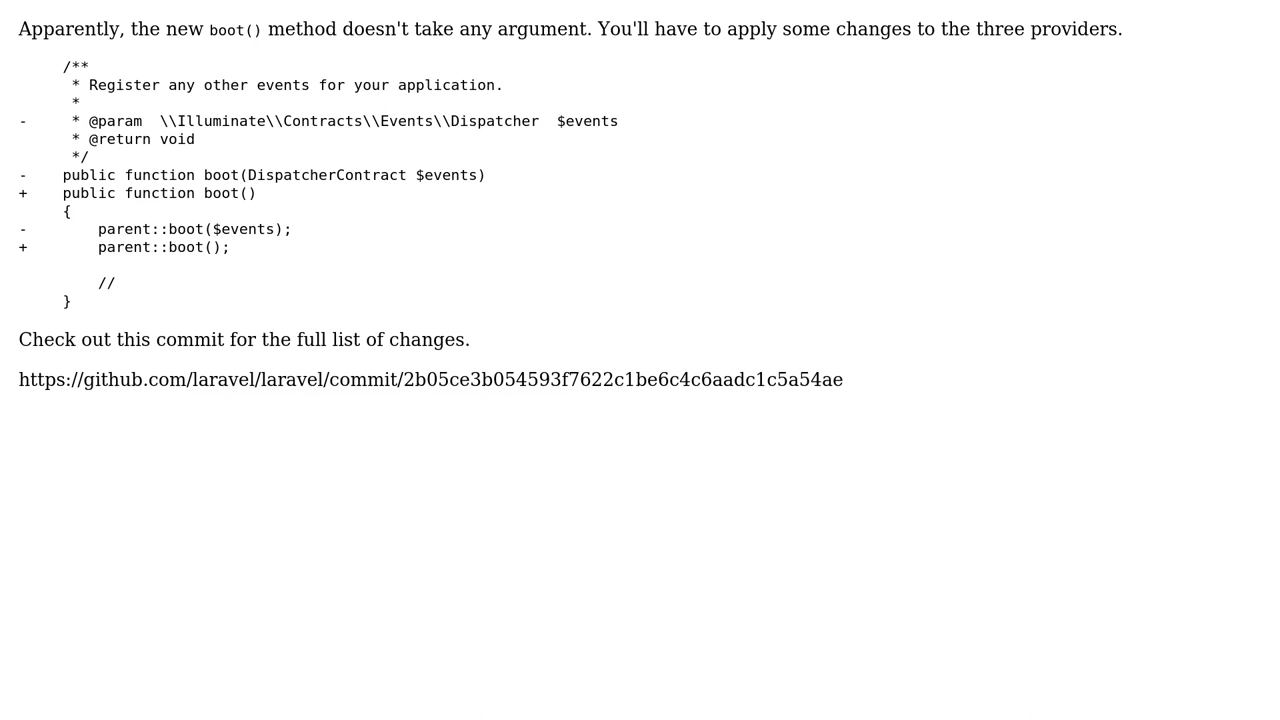 Apparently, the new boot() method doesn't take any argument. You'll have to apply some changes to the three providers.
     /**
      * Register any other events for your application.
      *
-     * @param  \\Illuminate\\Contracts\\Events\\Dispatcher  $events
      * @return void
      */
-    public function boot(DispatcherContract $events)
+    public function boot()
     {
-        parent::boot($events);
+        parent::boot();
         //
     }
Check out this commit for the full list of changes.
https://github.com/laravel/laravel/commit/2b05ce3b054593f7622c1be6c4c6aadc1c5a54ae